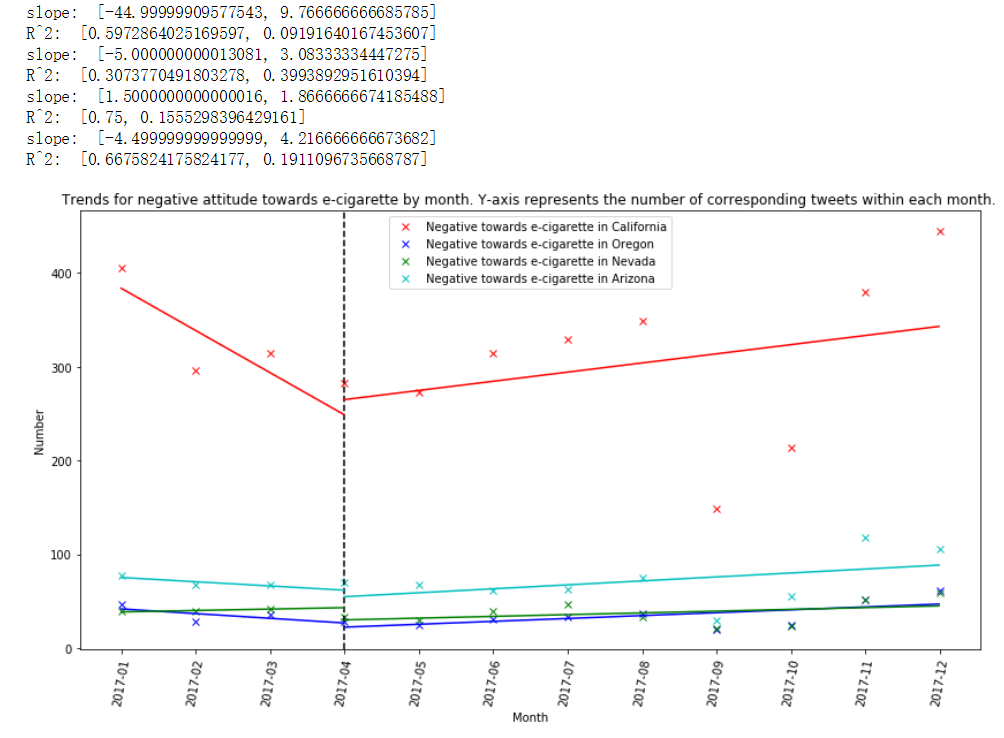 slope:  [-44.99999909577543, 9.766666666685785]
R^2:  [0.5972864025169597, 0.09191640167453607]
slope:  [-5.000000000013081, 3.08333334447275]
R^2:  [0.3073770491803278, 0.3993892951610394]
slope:  [1.5000000000000016, 1.8666666674185488]
R^2:  [0.75, 0.1555298396429161]
slope:  [-4.499999999999999, 4.216666666673682]
R^2:  [0.6675824175824177, 0.1911096735668787]
Trends for negative attitude towards e-cigarette by month. Y-axis represents the number of corresponding tweets within each month.
Negative towards e-cigarette in California
Negative towards e-cigarette in Oregon
Negative towards e-cigarette in Nevada
Negative towards e-cigarette in Arizona
400
300
200
100
0
Number
2017-01
2017-02
2017-03
2017-04
2017-05
2017-06
2017-07
2017-08
2017-09
2017-10
2017-11
2017-12
Month